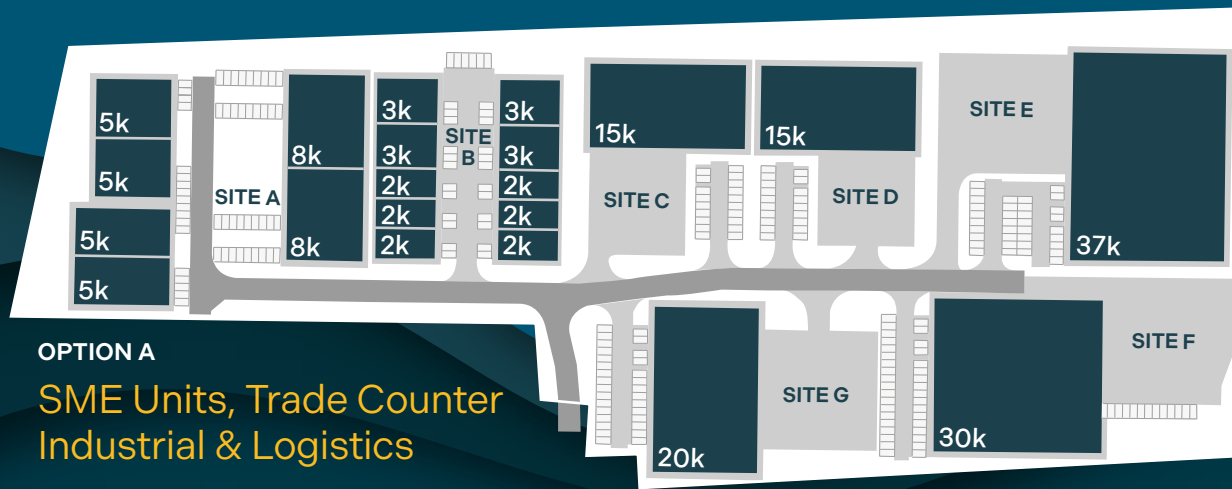 5k
5k
5k
5k
SITE A
8k
8k
3k
3k
2k
2k
2k
SITE
B
3k
3k
2k
2k
2k
15k
SITE C
15k
SITE D
SITE E
37k
SITE F
30k
SITE G
20k
OPTION A
SME Units, Trade Counter
Industrial & Logistics